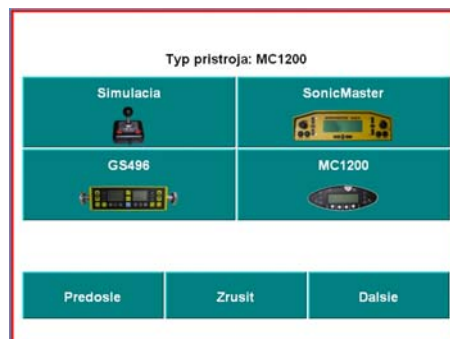 Typ pristroja: MC1200
Simulacia
SonicMaster
GS496
MC1200
Predosle
Zrusit
Dalsie